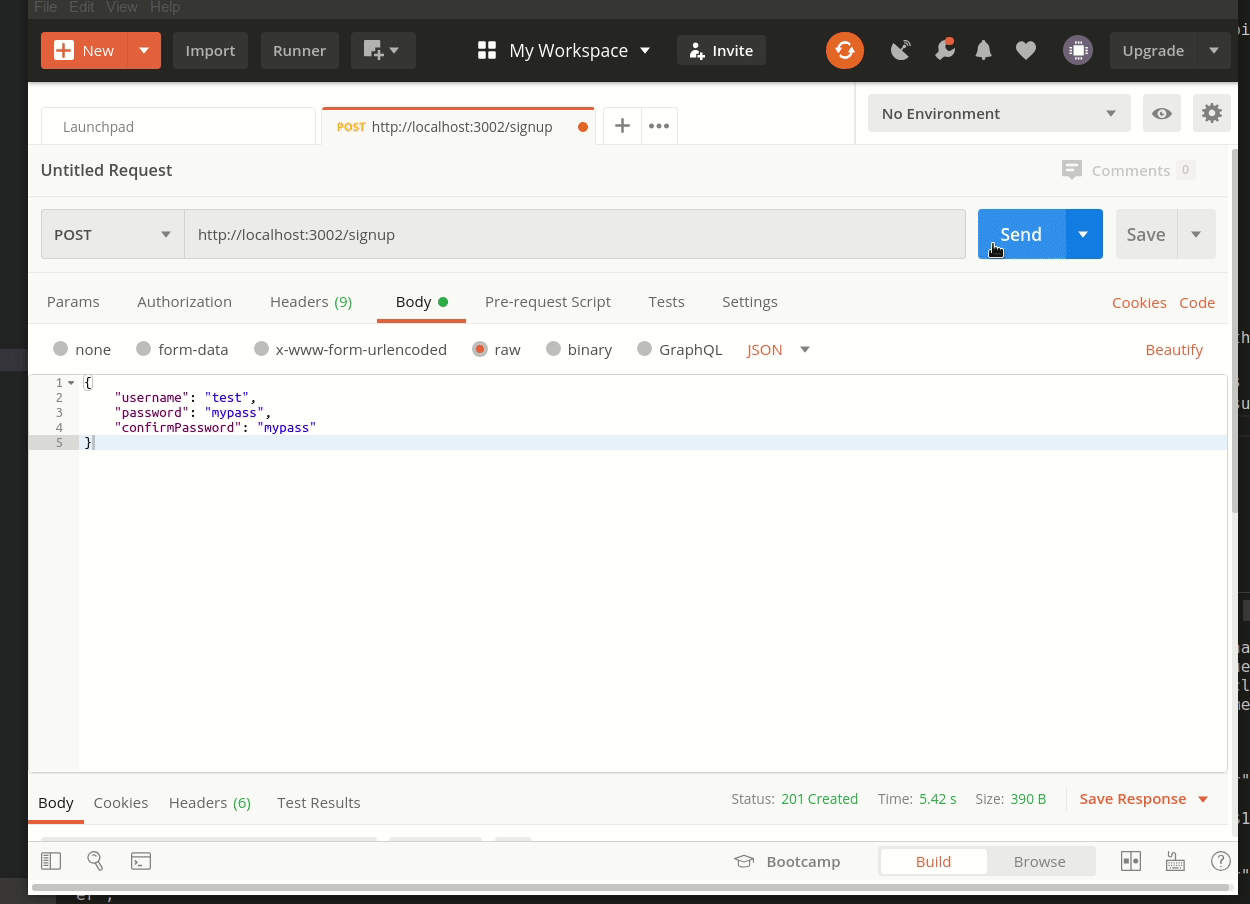 File Edit View Help
New Import Runner My Workspace Invite Upgrade
Launchpad POST http://localhost:3002/signup ••• No Environment
Untitled Request Comments 0
POST http://localhost:3002/signup Send Save
Params Authorization Headers (9) Body Pre-request Script Tests Settings Cookies Code
none form-data x-www-form-urlencoded raw binary GraphQL JSON Beautify
1 {
2 "username": "test",
3 "password": "mypass",
4 "confirmPassword": "mypass"
5 }
Body Cookies Headers (6) Test Results Status: 201 Created Time: 5.42 s Size: 390 B Save Response
Bootcamp Build Browse